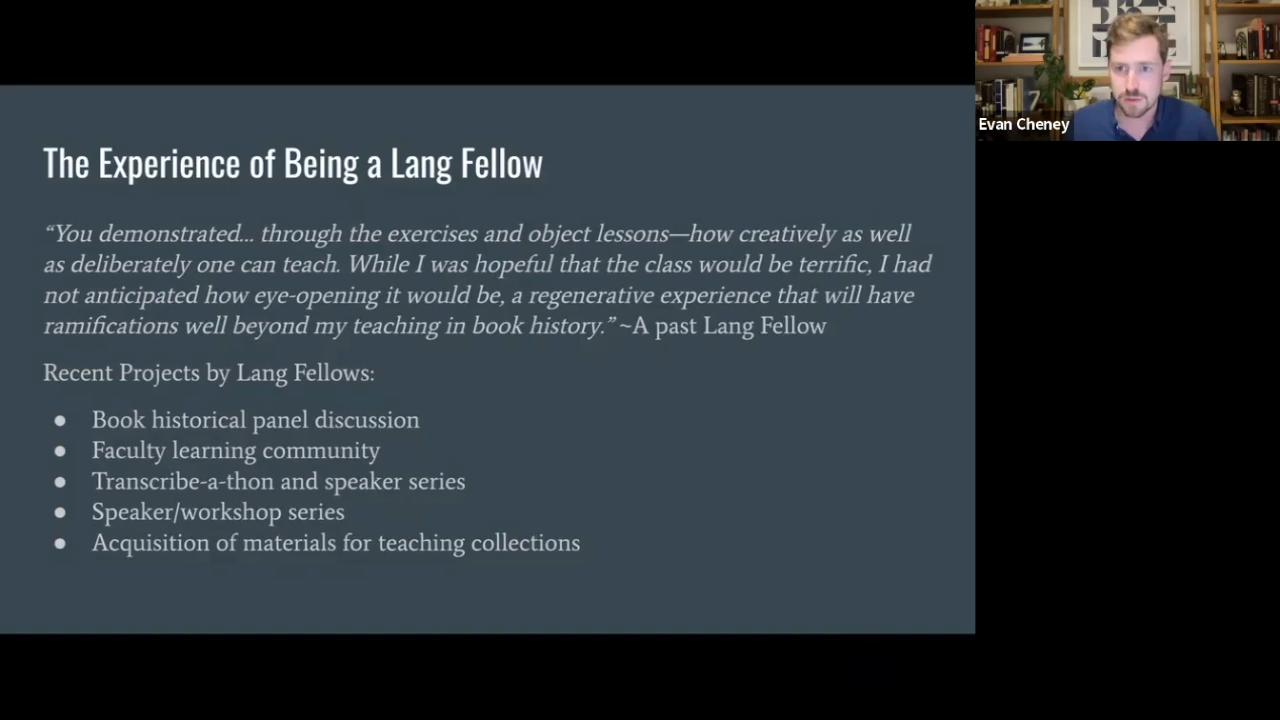 The Experience of Being a Lang Fellow
“You demonstrated... through the exercises and object lessons—how creatively as well
as deliberately one can teach. While I was hopeful that the class would be terrific, I had
not anticipated how eye-opening it would be, a regenerative experience that will have
ramifications well beyond my teaching in book history.” ~A past Lang Fellow
Recent Projects by Lang Fellows:
● Book historical panel discussion
● Faculty learning community
● Transcribe-a-thon and speaker series
● Speaker/workshop series
● Acquisition of materials for teaching collections
Evan Cheney